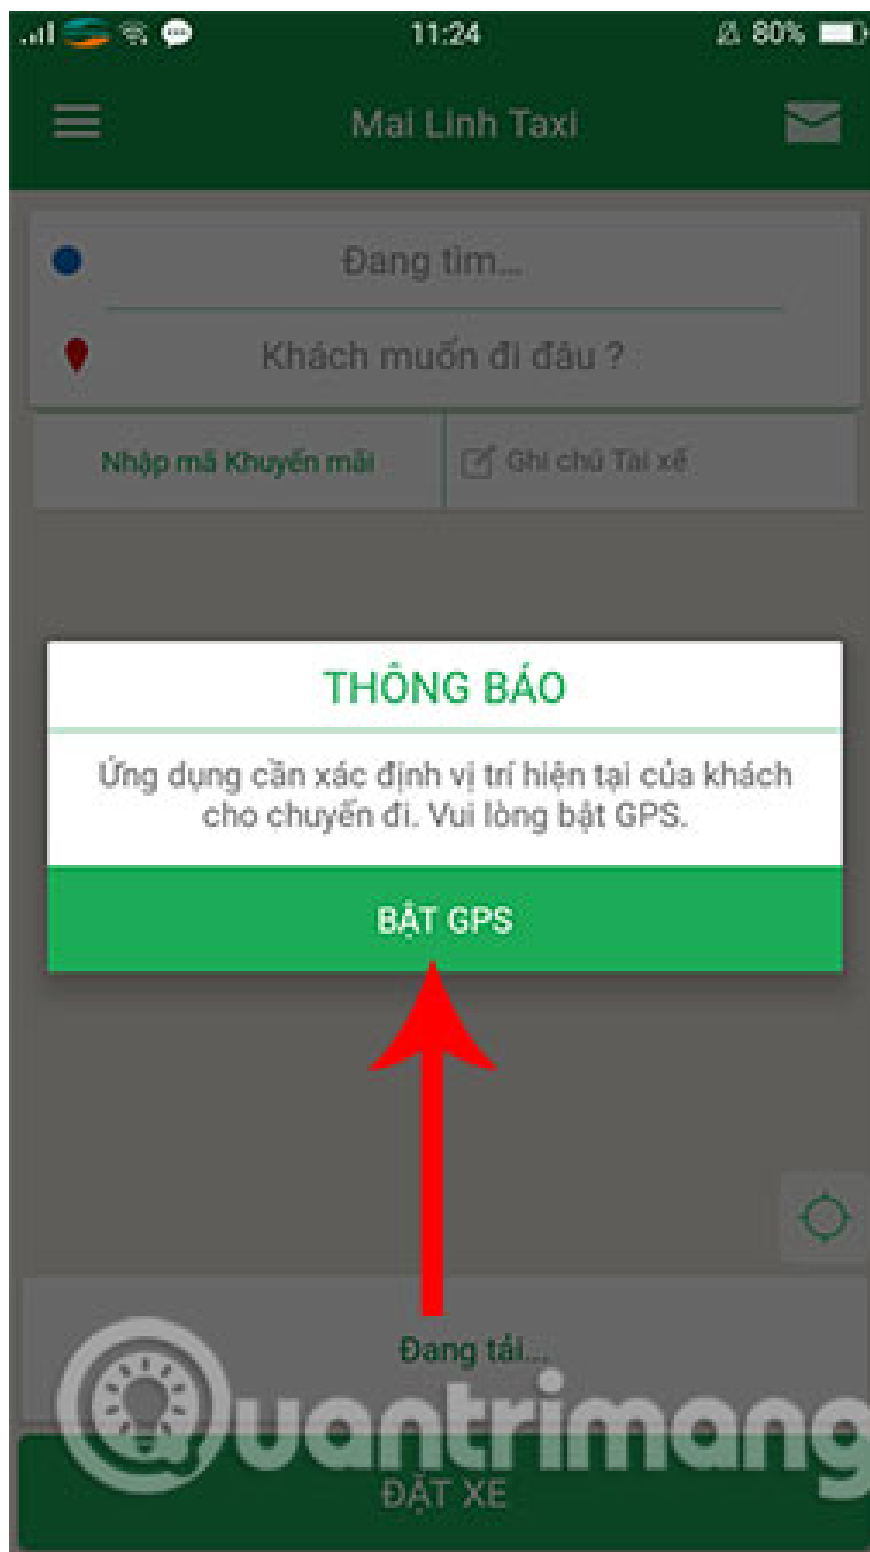 11:24
80%
Mai Linh Taxi
Đang tìm...
Khách muốn đi đâu ?
Nhập mã Khuyến mãi
Ghi chú Tài xế
THÔNG BÁO
Ứng dụng cần xác định vị trí hiện tại của khách
cho chuyến đi. Vui lòng bật GPS.
BẬT GPS
Đang tải...
Quantrimang
ĐẶT XE